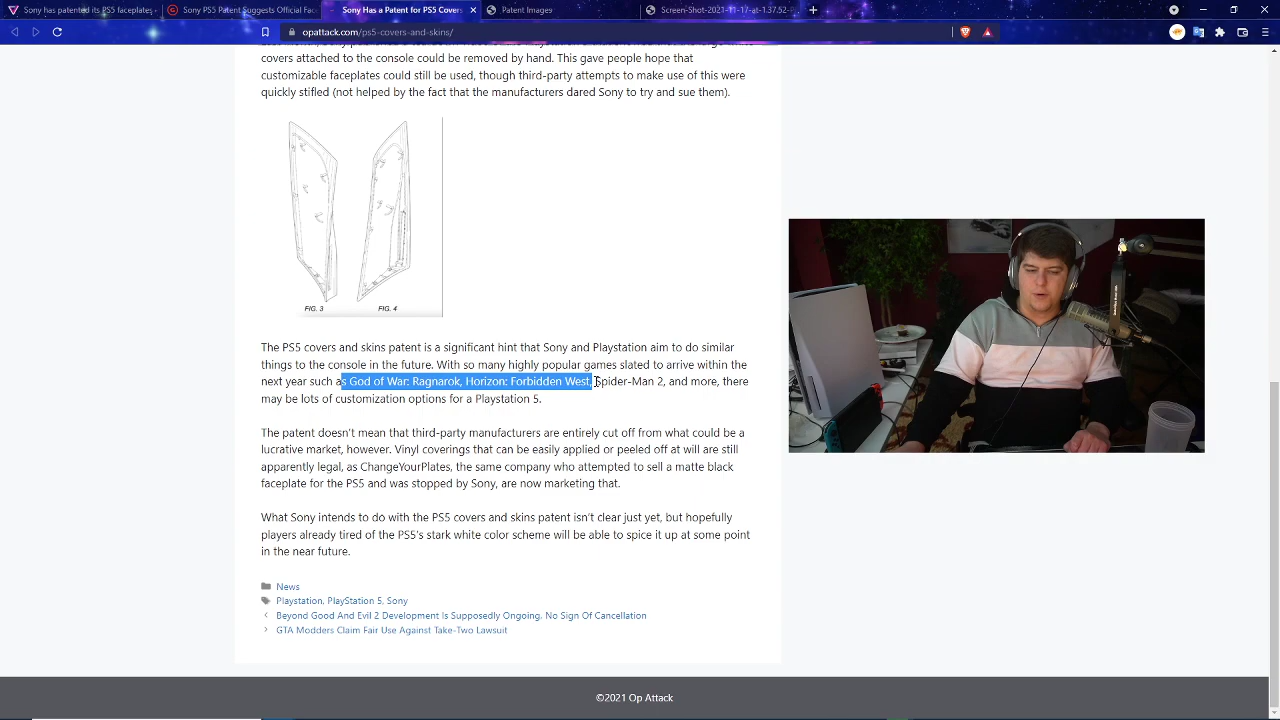 Sony has patented its PS5 faceplates
Sony PS5 Patent Suggests Official Face
Sony Has a Patent for PS5 Covers
Patent Images
Screen-Shot-2021-11-17-at-1.37.52-P
opattack.com/ps5-covers-and-skins/
covers attached to the console could be removed by hand. This gave people hope that
customizable faceplates could still be used, though third-party attempts to make use of this were
quickly stifled (not helped by the fact that the manufacturers dared Sony to try and sue them).
FIG. 3 FIG. 4
The PS5 covers and skins patent is a significant hint that Sony and Playstation aim to do similar
things to the console in the future. With so many highly popular games slated to arrive within the
next year such as God of War: Ragnarok, Horizon: Forbidden West, Spider-Man 2, and more, there
may be lots of customization options for a Playstation 5.
The patent doesn't mean that third-party manufacturers are entirely cut off from what could be a
lucrative market, however. Vinyl coverings that can be easily applied or peeled off at will are still
apparently legal, as ChangeYourPlates, the same company who attempted to sell a matte black
faceplate for the PS5 and was stopped by Sony, are now marketing that.
What Sony intends to do with the PS5 covers and skins patent isn't clear just yet, but hopefully
players already tired of the PS5's stark white color scheme will be able to spice it up at some point
in the near future.
News
Playstation, PlayStation 5, Sony
Beyond Good And Evil 2 Development Is Supposedly Ongoing, No Sign Of Cancellation
GTA Modders Claim Fair Use Against Take-Two Lawsuit
©2021 Op Attack